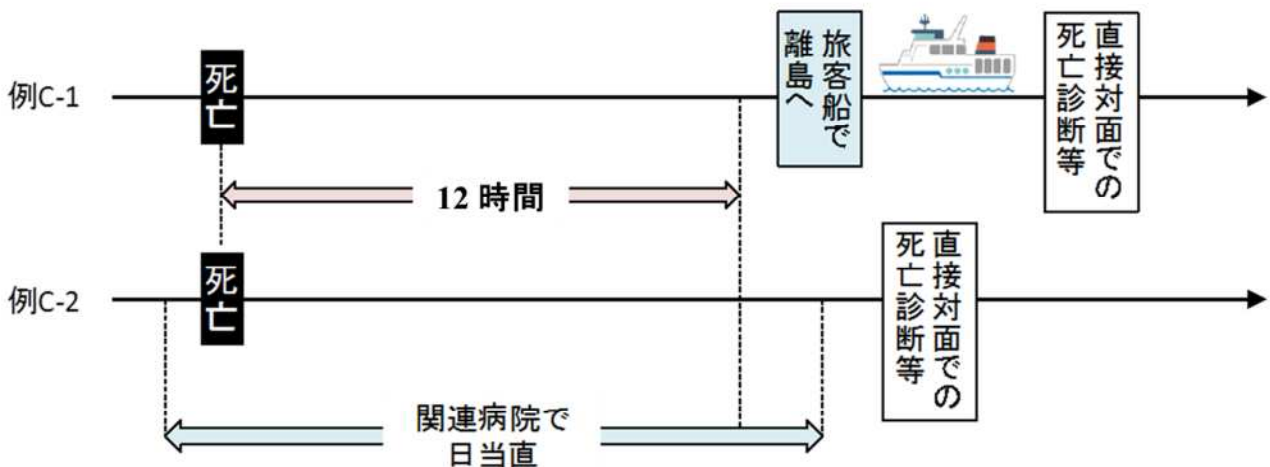 例C-1
死亡
旅客船で
離島へ
直接対面での
死亡診断等
12 時間
例C-2
死亡
直接対面での
死亡診断等
関連病院で
日当直